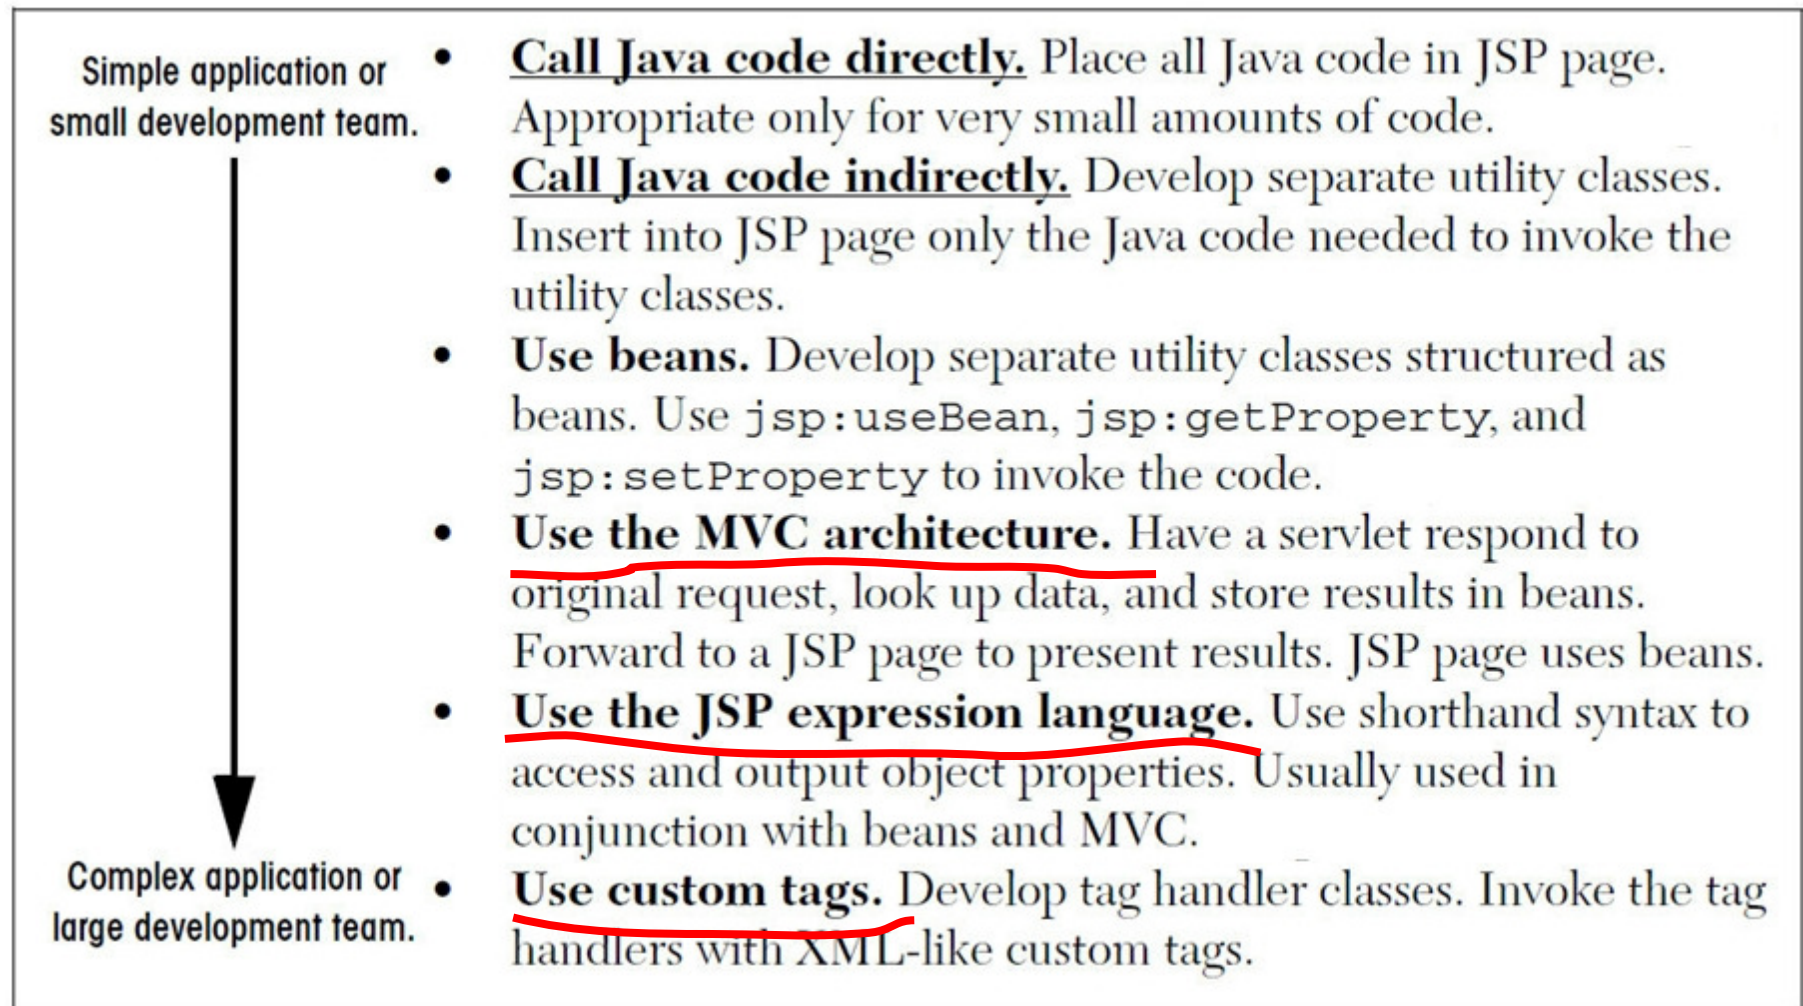 Simple application or
small development team.
• Call Java code directly. Place all Java code in JSP page.
Appropriate only for very small amounts of code.
• Call Java code indirectly. Develop separate utility classes.
Insert into JSP page only the Java code needed to invoke the
utility classes.
• Use beans. Develop separate utility classes structured as
beans. Use jsp:useBean, jsp:getProperty, and
jsp:setProperty to invoke the code.
• Use the MVC architecture. Have a servlet respond to
original request, look up data, and store results in beans.
Forward to a JSP page to present results. JSP page uses beans.
• Use the JSP expression language. Use shorthand syntax to
access and output object properties. Usually used in
conjunction with beans and MVC.
Complex application or
large development team.
• Use custom tags. Develop tag handler classes. Invoke the tag
handlers with XML-like custom tags.